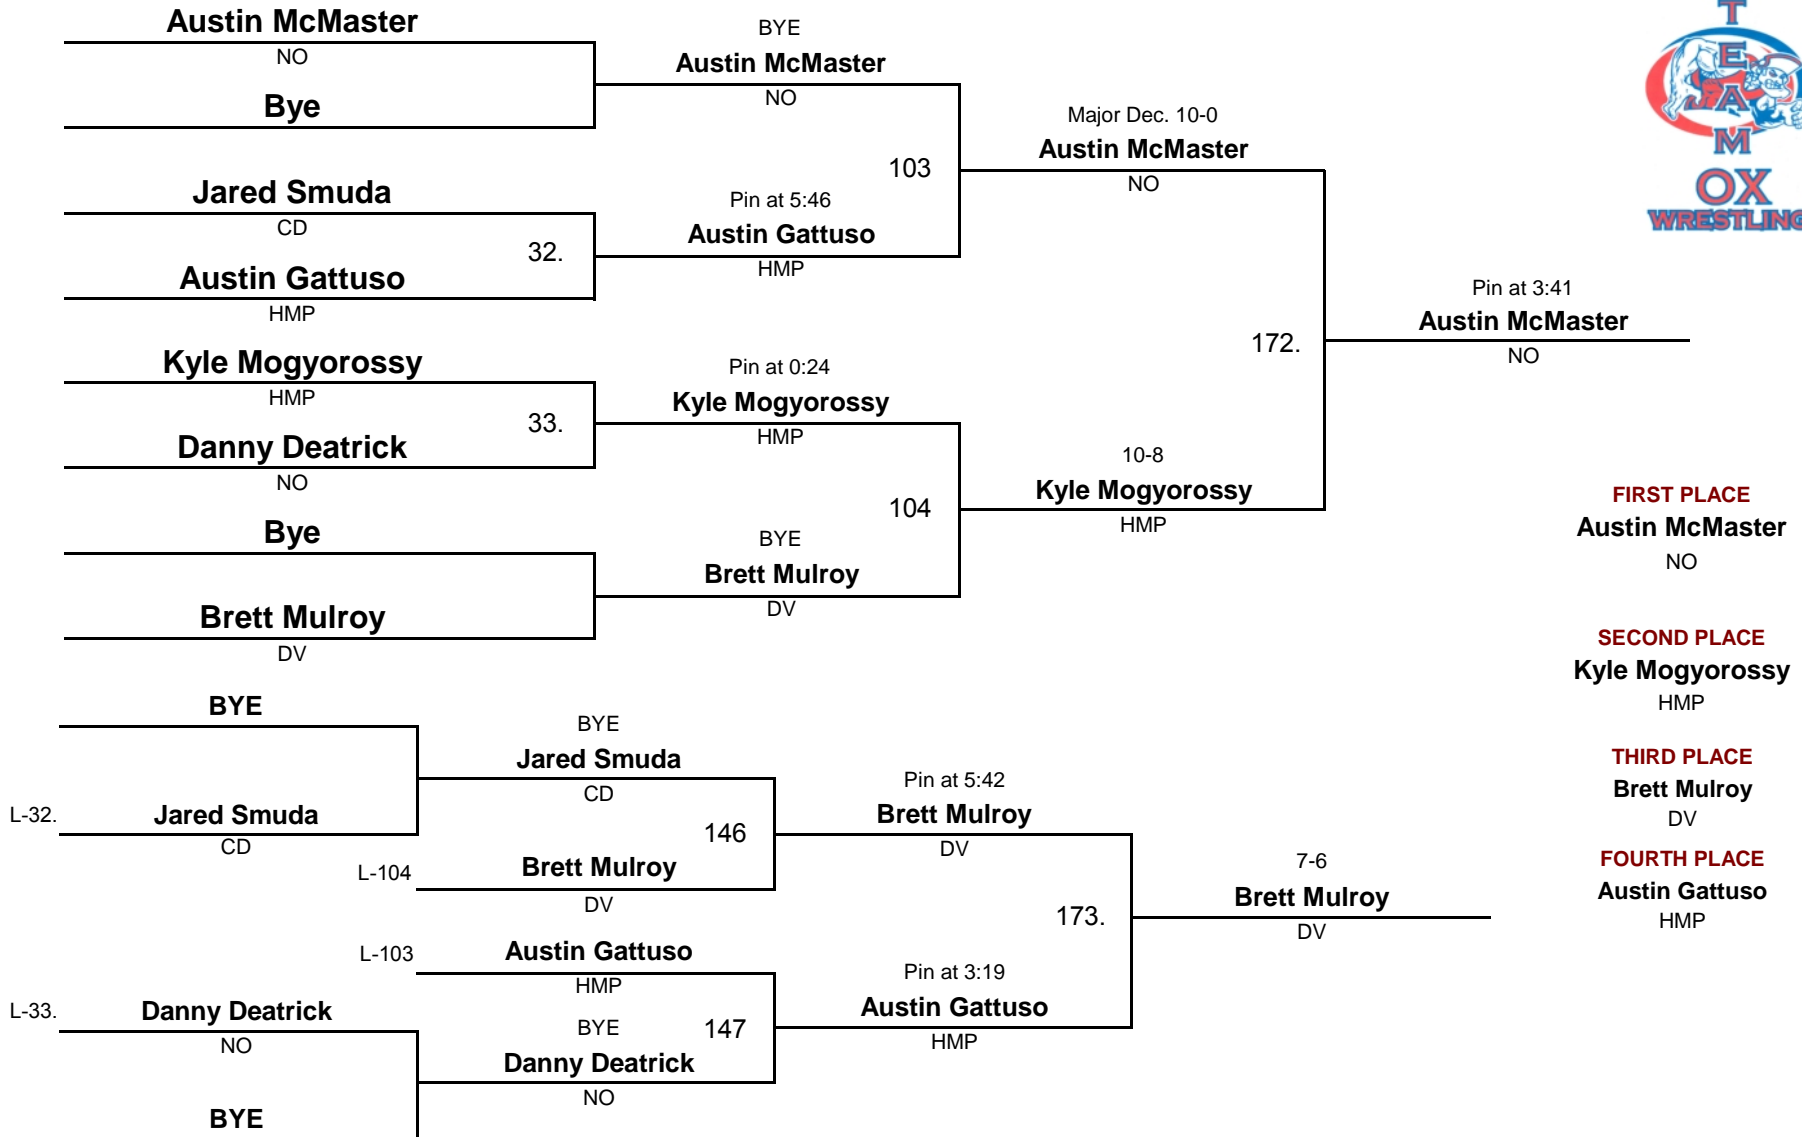 Austin McMaster
NO
Bye
Jared Smuda
CD
32.
Austin Gattuso
HMP
Kyle Mogyorossy
HMP
33.
Danny Deatrick
NO
Bye
Brett Mulroy
DV
BYE
Austin McMaster
NO
103
Pin at 5:46
Austin Gattuso
HMP
Pin at 0:24
Kyle Mogyorossy
HMP
104
BYE
Brett Mulroy
DV
Major Dec. 10-0
Austin McMaster
NO
172.
10-8
Kyle Mogyorossy
HMP
Pin at 3:41
Austin McMaster
NO
TEAM
OX
WRESTLING
FIRST PLACE
Austin McMaster
NO
SECOND PLACE
Kyle Mogyorossy
HMP
THIRD PLACE
Brett Mulroy
DV
FOURTH PLACE
Austin Gattuso
HMP
BYE
L-32.
Jared Smuda
CD
BYE
Jared Smuda
CD
146
L-104
Brett Mulroy
DV
L-103
Austin Gattuso
HMP
L-33.
Danny Deatrick
NO
BYE
147
Danny Deatrick
NO
BYE
Pin at 5:42
Brett Mulroy
DV
173.
Pin at 3:19
Austin Gattuso
HMP
7-6
Brett Mulroy
DV